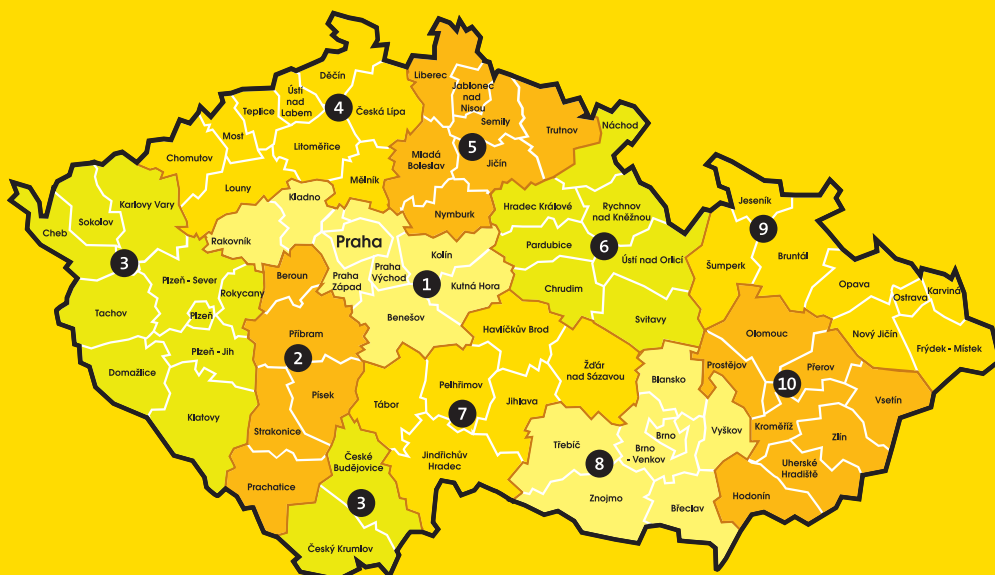 Děčín
Liberec
Ústí
nad
Labem
Jablonec
nad
Nisou
4
Česká Lípa
Teplice
Semily
Trutnov
Náchod
Most
Litoměřice
5
Chomutov
Mladá
Boleslav
Jičín
Mělník
Louny
Kladno
Karlovy Vary
Nymburk
Hradec Králové
Rychnov
nad Kněžnou
Jeseník
Sokolov
Cheb
Rakovník
Praha
6
9
3
Pardubice
Kolín
Ústí nad Orlicí
Bruntál
Šumperk
Plzeň - Sever
Beroun
Praha
Západ
Praha
Východ
1
Kutná Hora
Opava
Karviná
Rokycany
Chrudim
Ostrava
Tachov
Plzeň
Benešov
Svitavy
Havlíčkův Brod
Olomouc
Nový Jičín
Příbram
Frýdek - Místek
Plzeň - Jih
2
Žďár
nad Sázavou
Prostějov
Přerov
Domažlice
Pelhřimov
Blansko
10
Písek
Jihlava
Vsetín
Tábor
7
Klatovy
Kroměříž
Strakonice
Třebíč
Brno
Vyškov
Zlín
České
Budějovice
Jindřichův
Hradec
8
Brno
- Venkov
Uherské
Hradiště
Prachatice
3
Znojmo
Hodonín
Břeclav
Český Krumlov